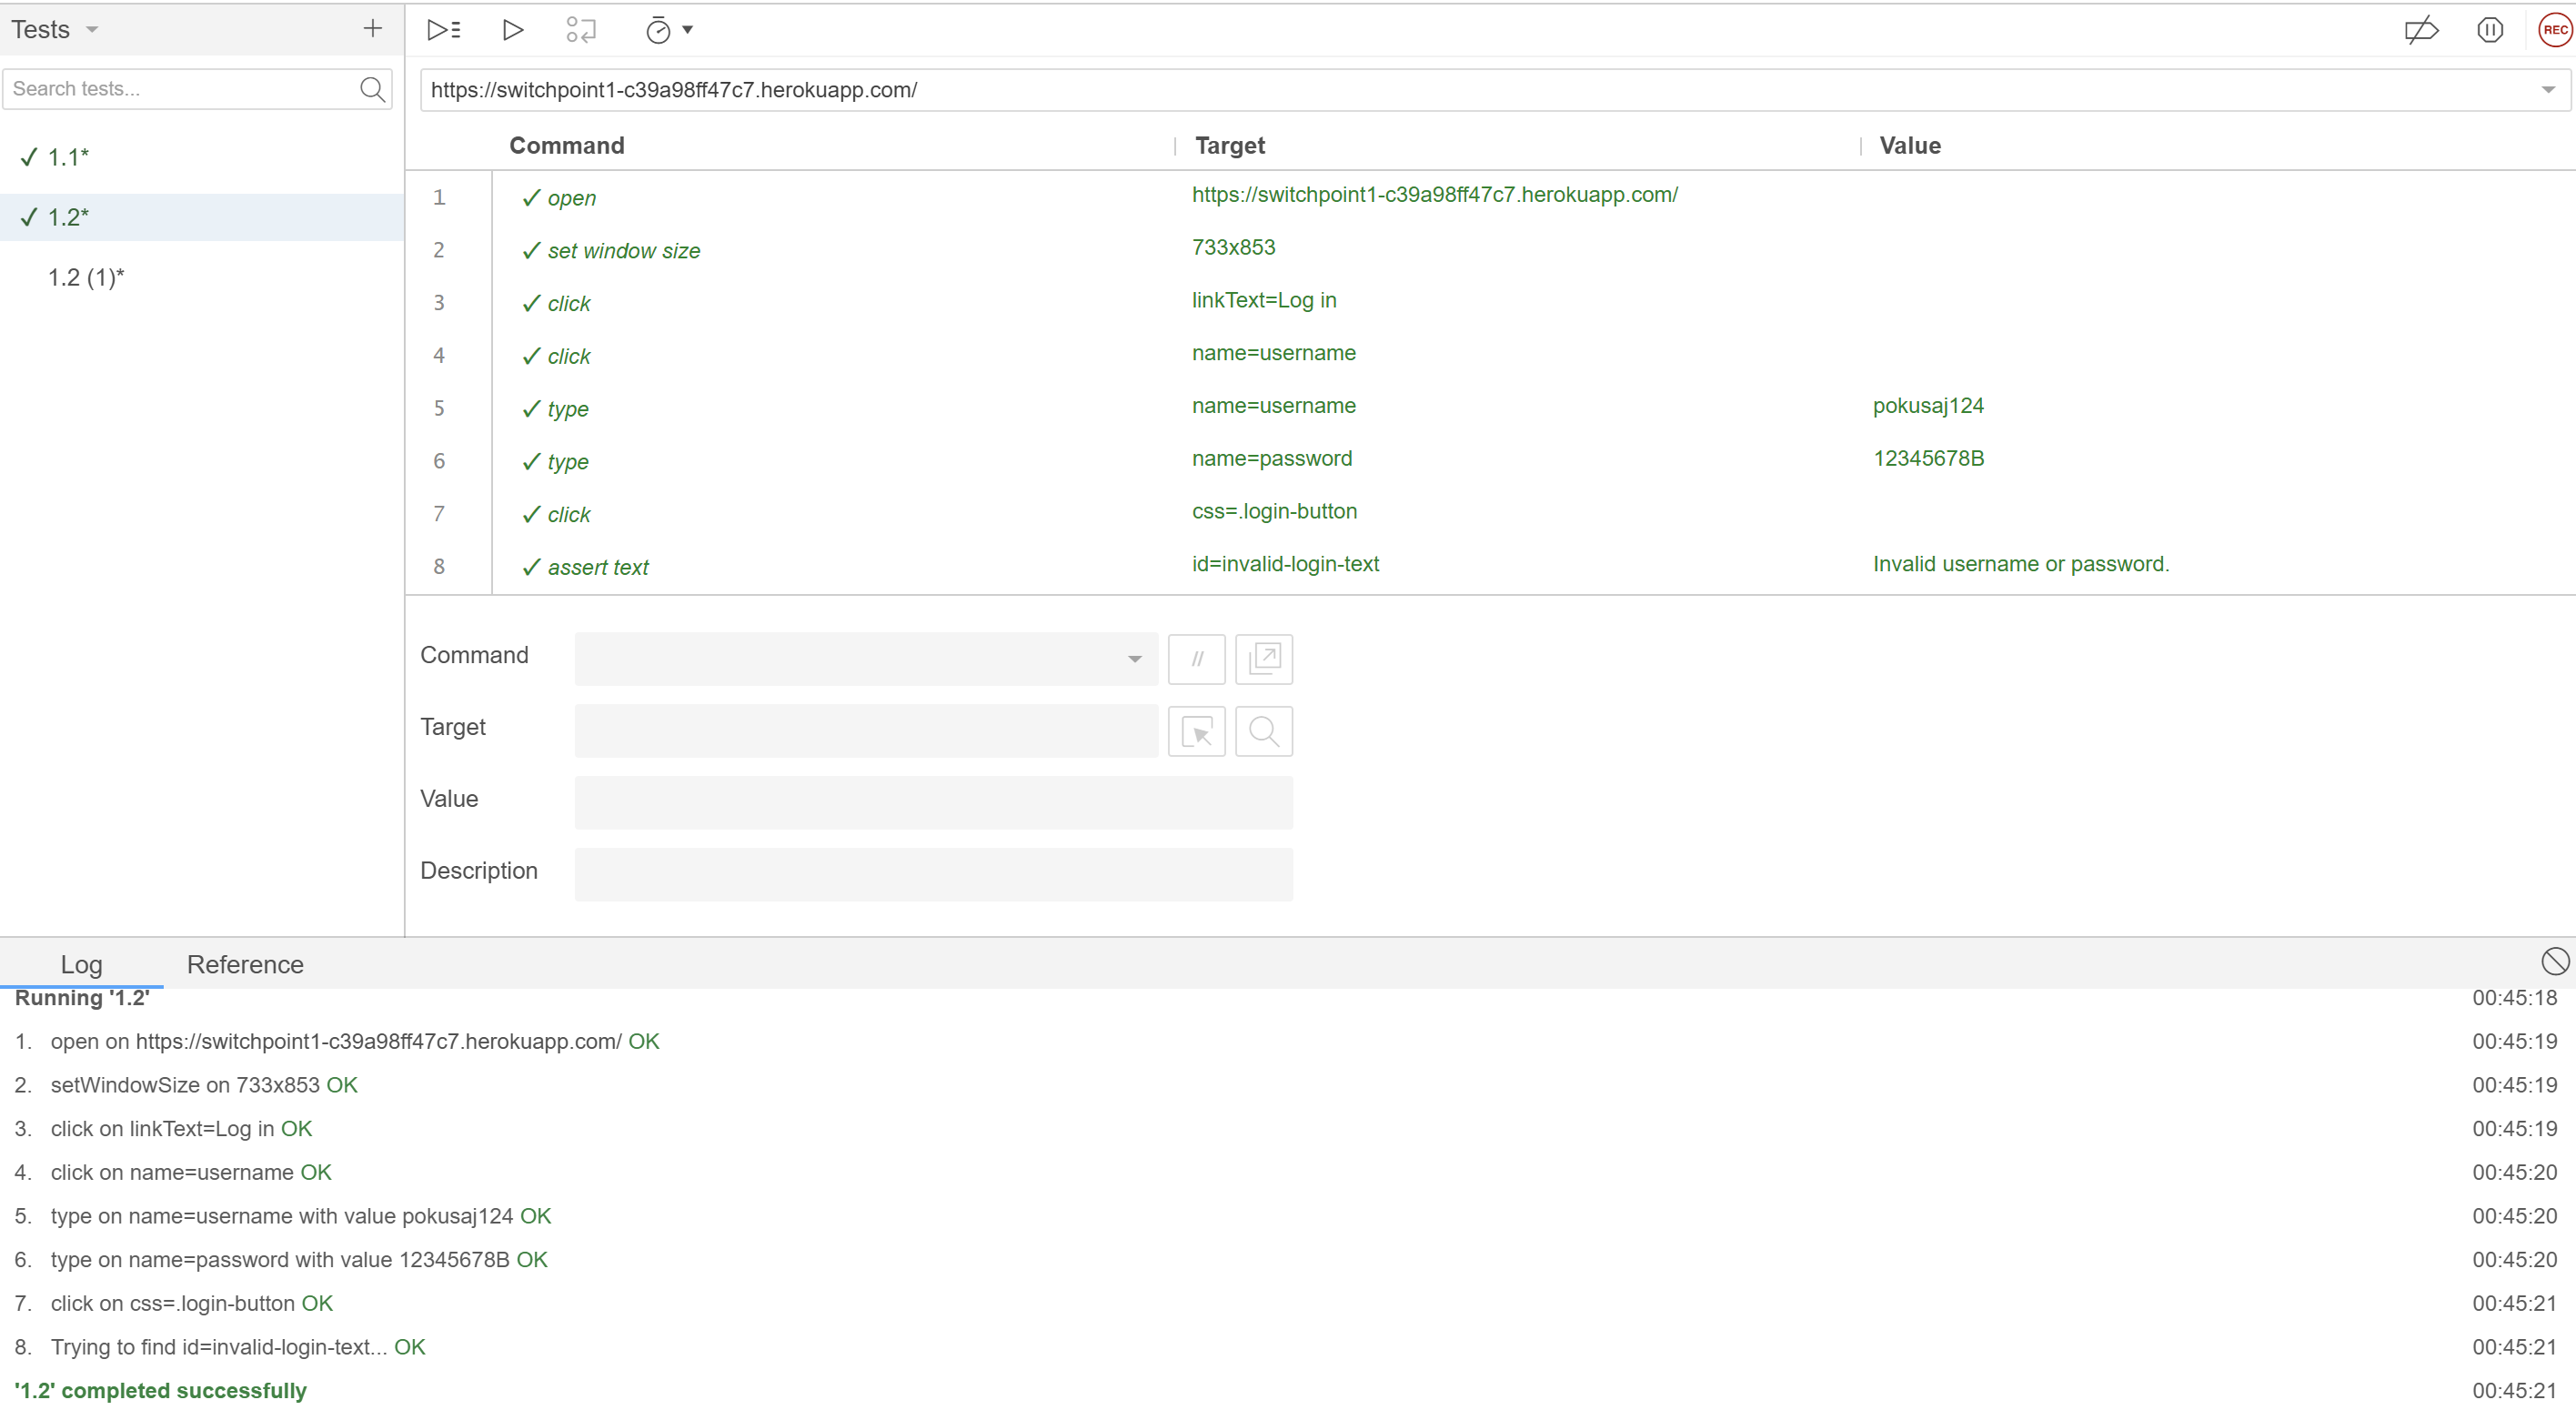 Tests
REC
Search tests...
https://switchpoint1-c39a98ff47c7.herokuapp.com/
✓ 1.1*
✓ 1.2*
1.2 (1)*
Command Target Value
1 ✓ open https://switchpoint1-c39a98ff47c7.herokuapp.com/
2 ✓ set window size 733x853
3 ✓ click linkText=Log in
4 ✓ click name=username
5 ✓ type name=username pokusaj124
6 ✓ type name=password 12345678B
7 ✓ click css=.login-button
8 ✓ assert text id=invalid-login-text Invalid username or password.
Command //
Target
Value
Description
Log Reference
Running '1.2' 00:45:18
1. open on https://switchpoint1-c39a98ff47c7.herokuapp.com/ OK 00:45:19
2. setWindowSize on 733x853 OK 00:45:19
3. click on linkText=Log in OK 00:45:19
4. click on name=username OK 00:45:20
5. type on name=username with value pokusaj124 OK 00:45:20
6. type on name=password with value 12345678B OK 00:45:20
7. click on css=.login-button OK 00:45:21
8. Trying to find id=invalid-login-text... OK 00:45:21
'1.2' completed successfully 00:45:21